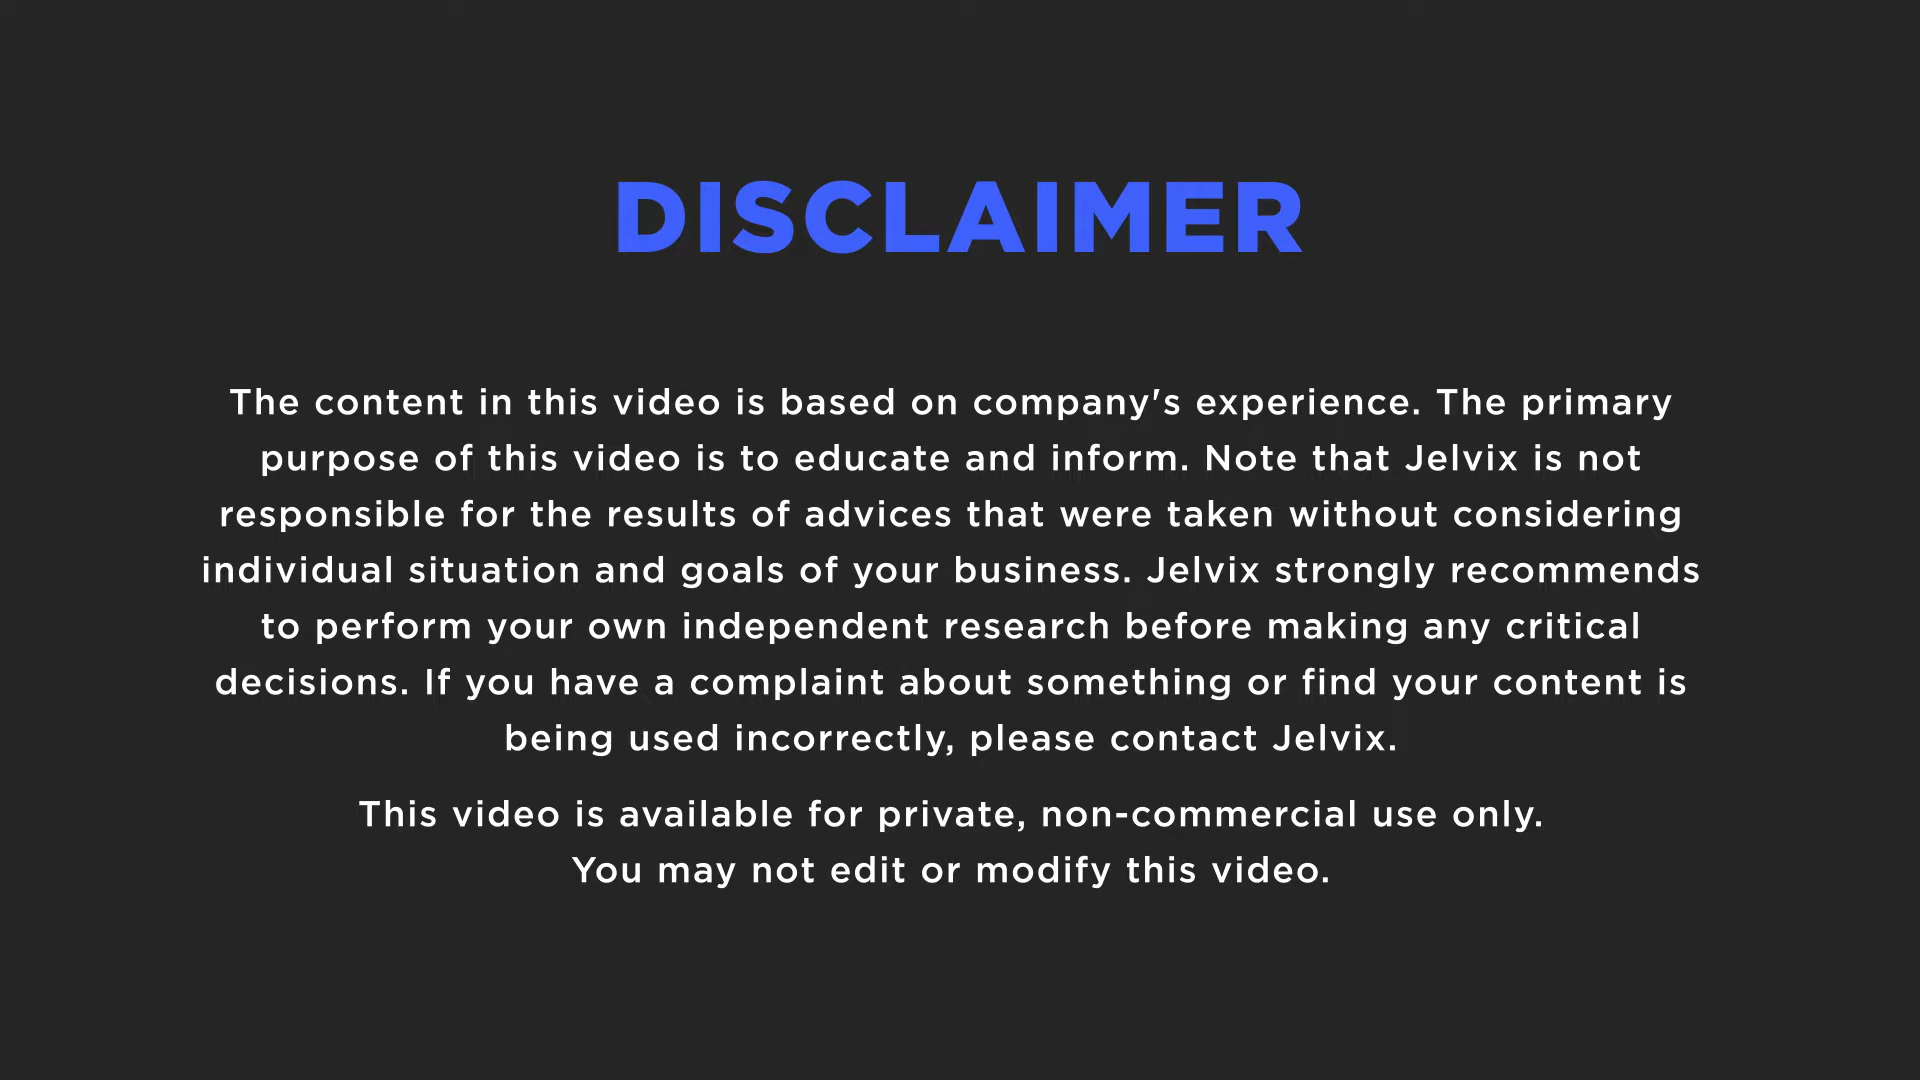 DISCLAIMER
The content in this video is based on company's experience. The primary
purpose of this video is to educate and inform. Note that Jelvix is not
responsible for the results of advices that were taken without considering
individual situation and goals of your business. Jelvix strongly recommends
to perform your own independent research before making any critical
decisions. If you have a complaint about something or find your content is
being used incorrectly, please contact Jelvix.
This video is available for private, non-commercial use only.
You may not edit or modify this video.